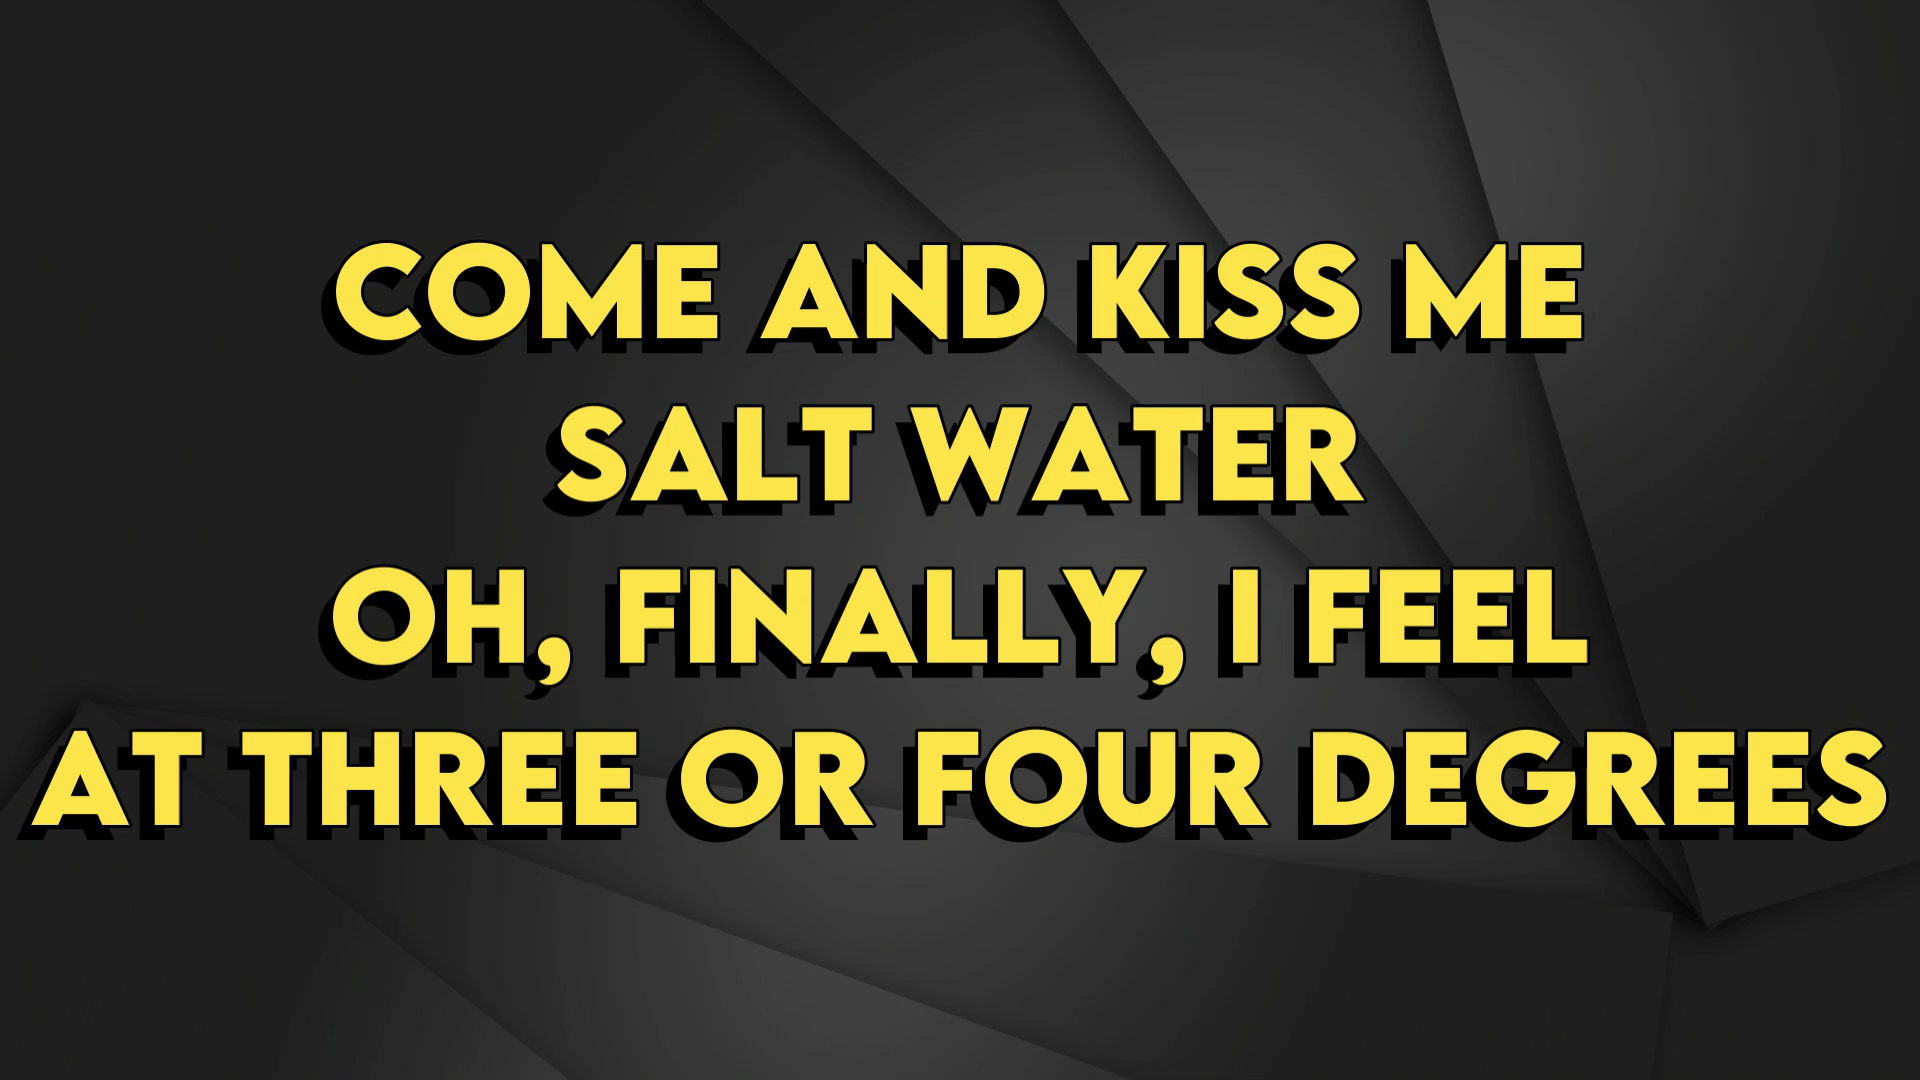 COME AND KISS ME
SALT WATER
OH, FINALLY, I FEEL
AT THREE OR FOUR DEGREES